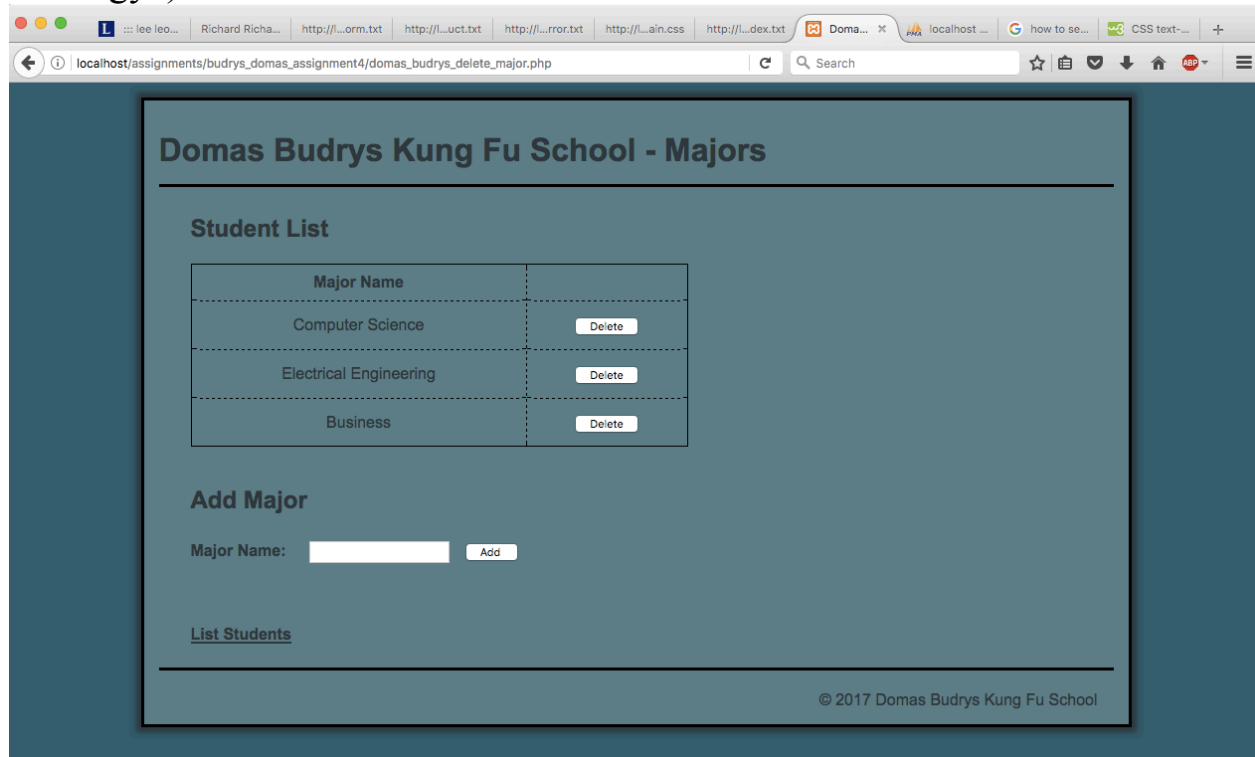 ::: lee leo...
Richard Richa...
http://l...orm.txt
http://l...uct.txt
http://l...rror.txt
http://l...ain.css
http://l...dex.txt
Doma...
localhost ...
how to se...
CSS text-...
localhost/assignments/budrys_domas_assignment4/domas_budrys_delete_major.php
Search
ABP
Domas Budrys Kung Fu School - Majors
Student List
Major Name
Computer Science Delete
Electrical Engineering Delete
Business Delete
Add Major
Major Name: Add
List Students
© 2017 Domas Budrys Kung Fu School